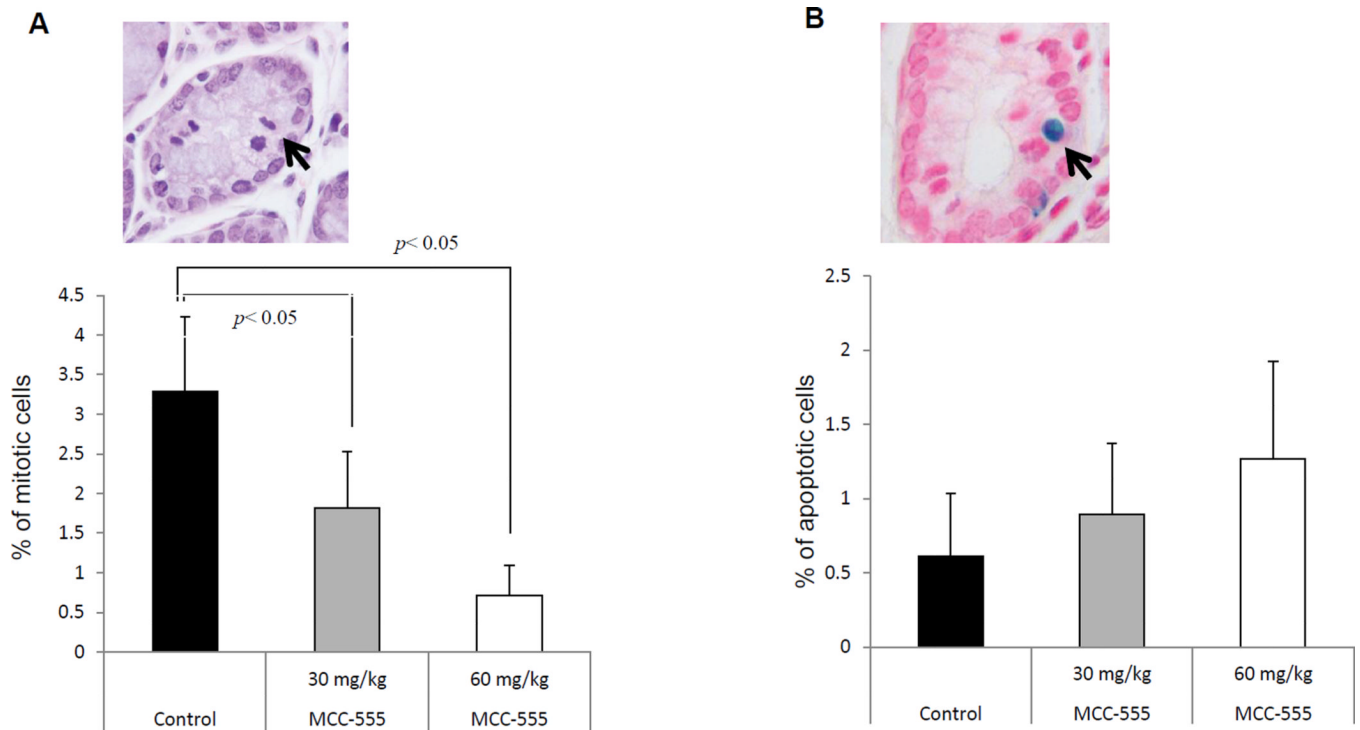 A
p< 0.05
p< 0.05
% of mitotic cells
4.5
4
3.5
3
2.5
2
1.5
1
0.5
0
Control
30 mg/kg
MCC-555
60 mg/kg
MCC-555
B
% of apoptotic cells
2.5
2
1.5
1
0.5
0
Control
30 mg/kg
MCC-555
60 mg/kg
MCC-555